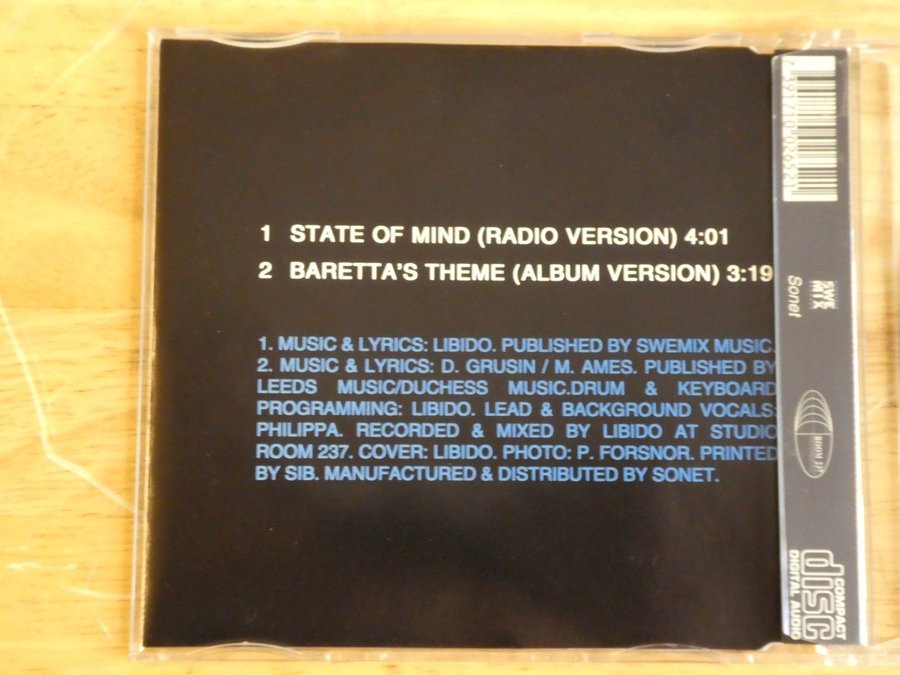 1 STATE OF MIND (RADIO VERSION) 4:01
2 BARETTA'S THEME (ALBUM VERSION) 3:19
1. MUSIC & LYRICS: LIBIDO. PUBLISHED BY SWEMIX MUSIC.
2. MUSIC & LYRICS: D. GRUSIN / M. AMES. PUBLISHED BY
LEEDS MUSIC/DUCHESS MUSIC.DRUM & KEYBOARD
PROGRAMMING: LIBIDO. LEAD & BACKGROUND VOCALS:
PHILIPPA. RECORDED & MIXED BY LIBIDO AT STUDIO
ROOM 237. COVER: LIBIDO. PHOTO: P. FORSNOR. PRINTED
BY SIB. MANUFACTURED & DISTRIBUTED BY SONET.
SWE
MIX
Sonet
ROOM 237
COMPACT
disc
DIGITAL AUDIO